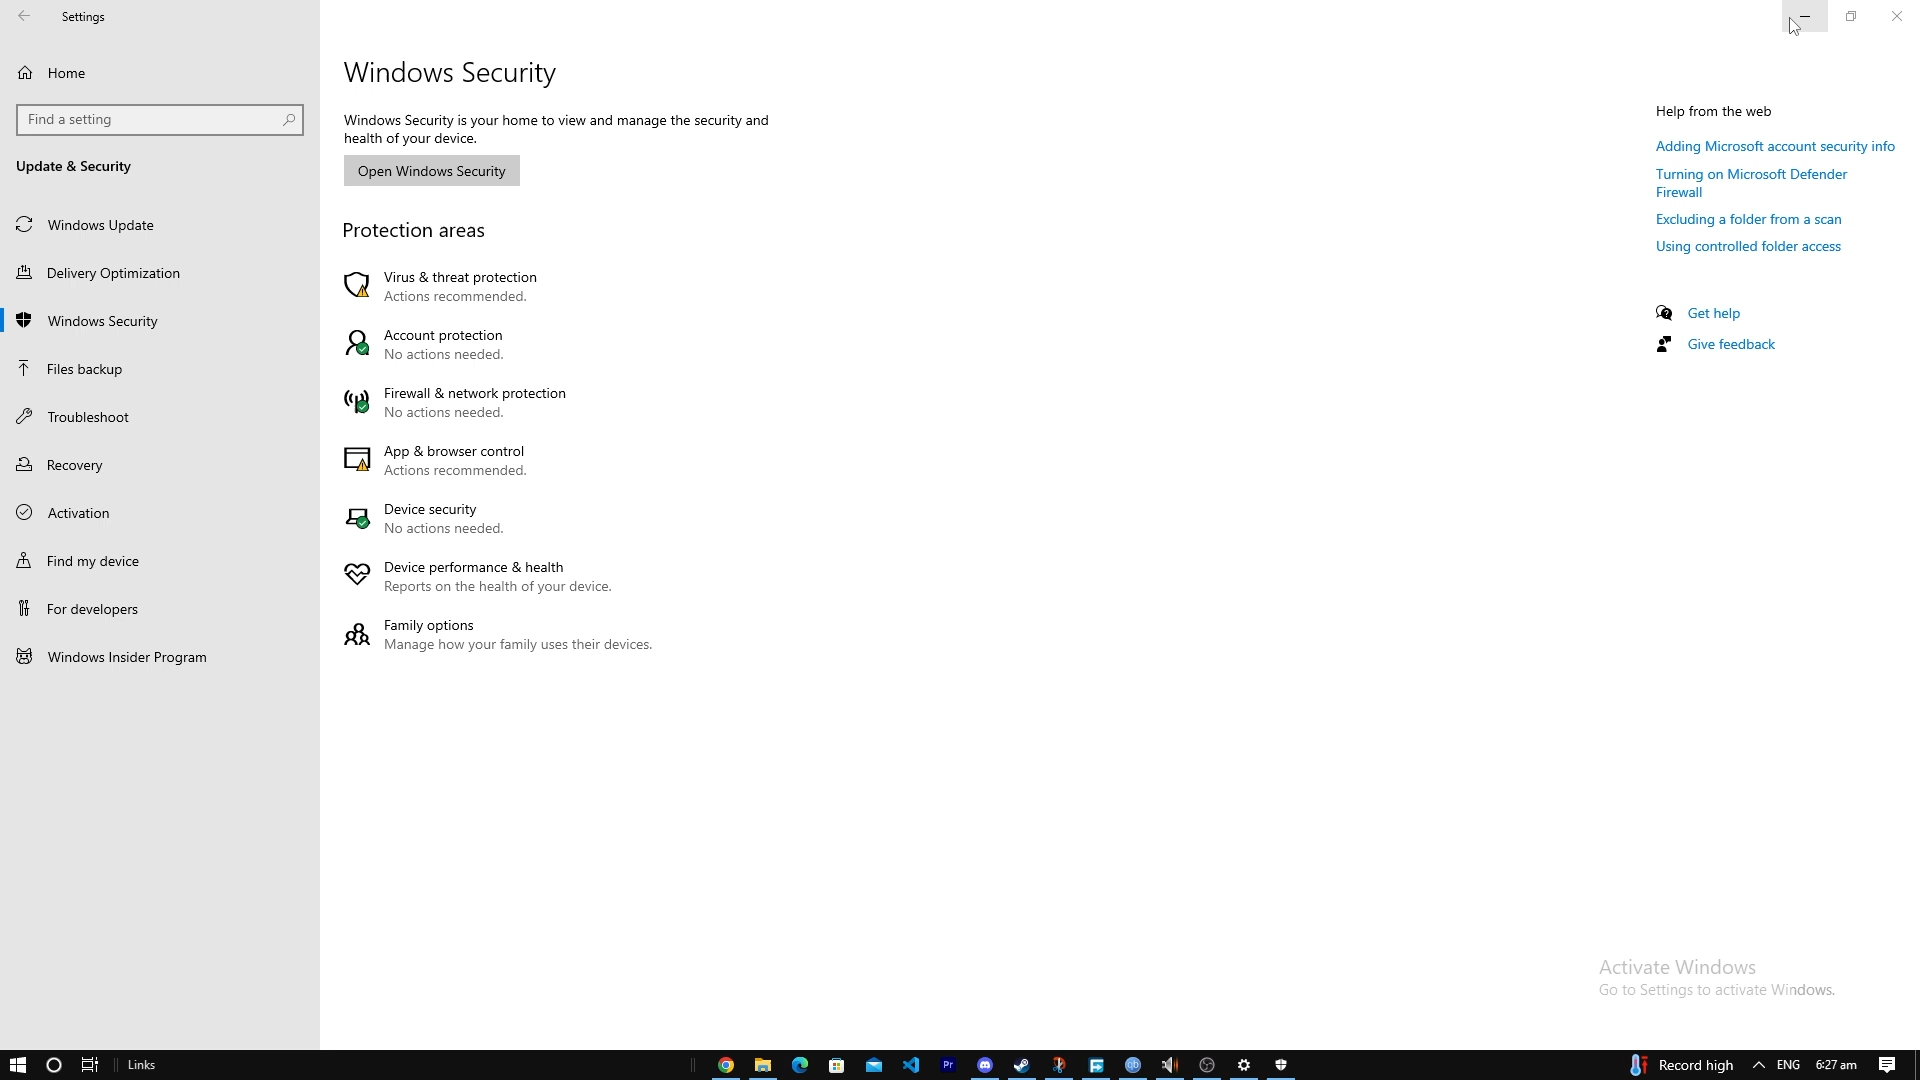 Settings
Home
Find a setting
Update & Security
Windows Update
Delivery Optimization
Windows Security
Files backup
Troubleshoot
Recovery
Activation
Find my device
For developers
Windows Insider Program
Windows Security
Windows Security is your home to view and manage the security and
health of your device.
Open Windows Security
Protection areas
Virus & threat protection
Actions recommended.
Account protection
No actions needed.
Firewall & network protection
No actions needed.
App & browser control
Actions recommended.
Device security
No actions needed.
Device performance & health
Reports on the health of your device.
Family options
Manage how your family uses their devices.
Help from the web
Adding Microsoft account security info
Turning on Microsoft Defender
Firewall
Excluding a folder from a scan
Using controlled folder access
Get help
Give feedback
Activate Windows
Go to Settings to activate Windows.
Links
Pr
qb
Record high
ENG
6:27 am